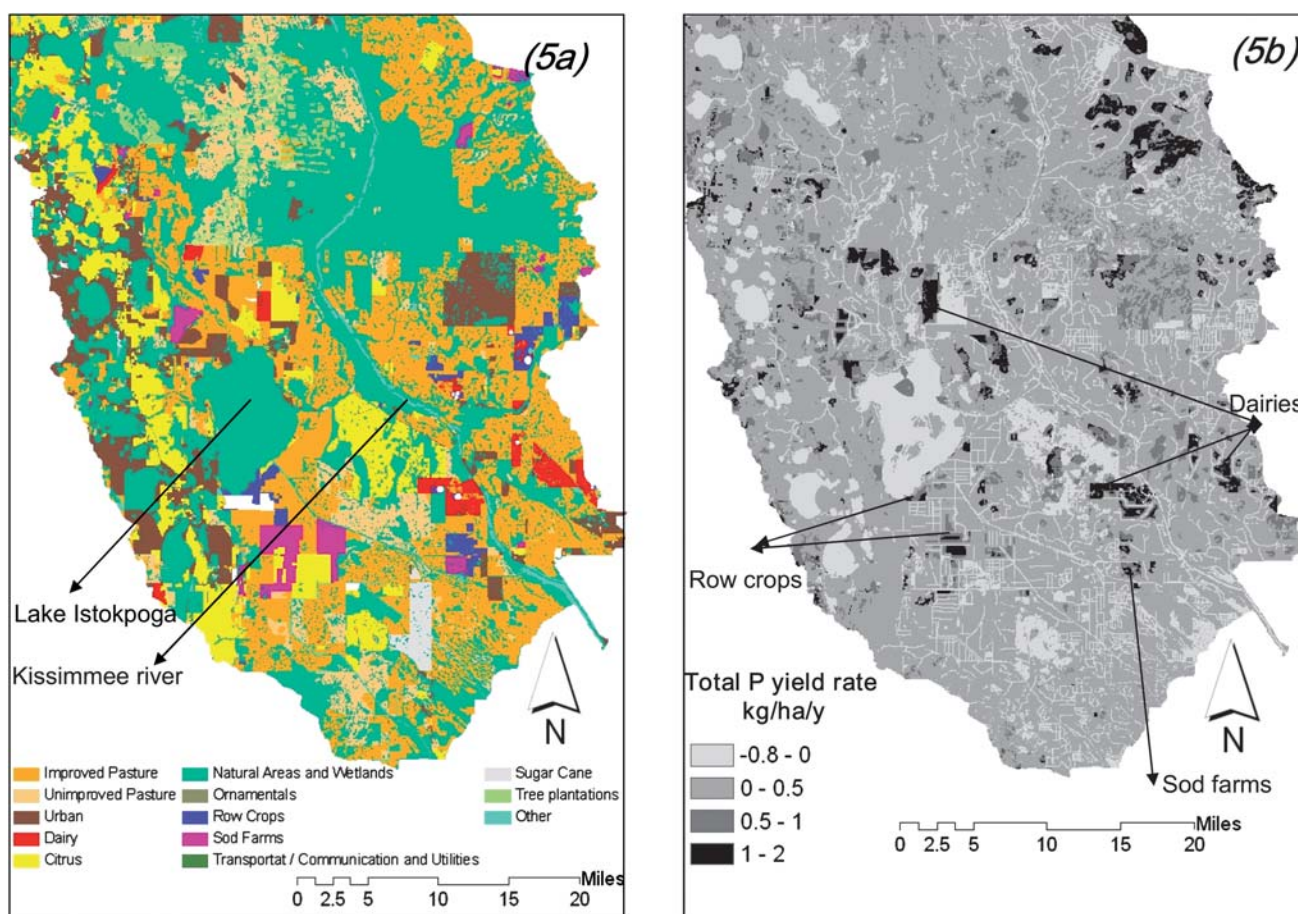 (5a)
Lake Istokpoga
Kissimmee river
N
Improved Pasture
Unimproved Pasture
Urban
Dairy
Citrus
Natural Areas and Wetlands
Ornamentals
Row Crops
Sod Farms
Transportat / Communication and Utilities
Sugar Cane
Tree plantations
Other
Miles
0 2.5 5 10 15 20
(5b)
Dairies
Row crops
Sod farms
Total P yield rate
kg/ha/y
-0.8 - 0
0 - 0.5
0.5 - 1
1 - 2
N
Miles
0 2.5 5 10 15 20